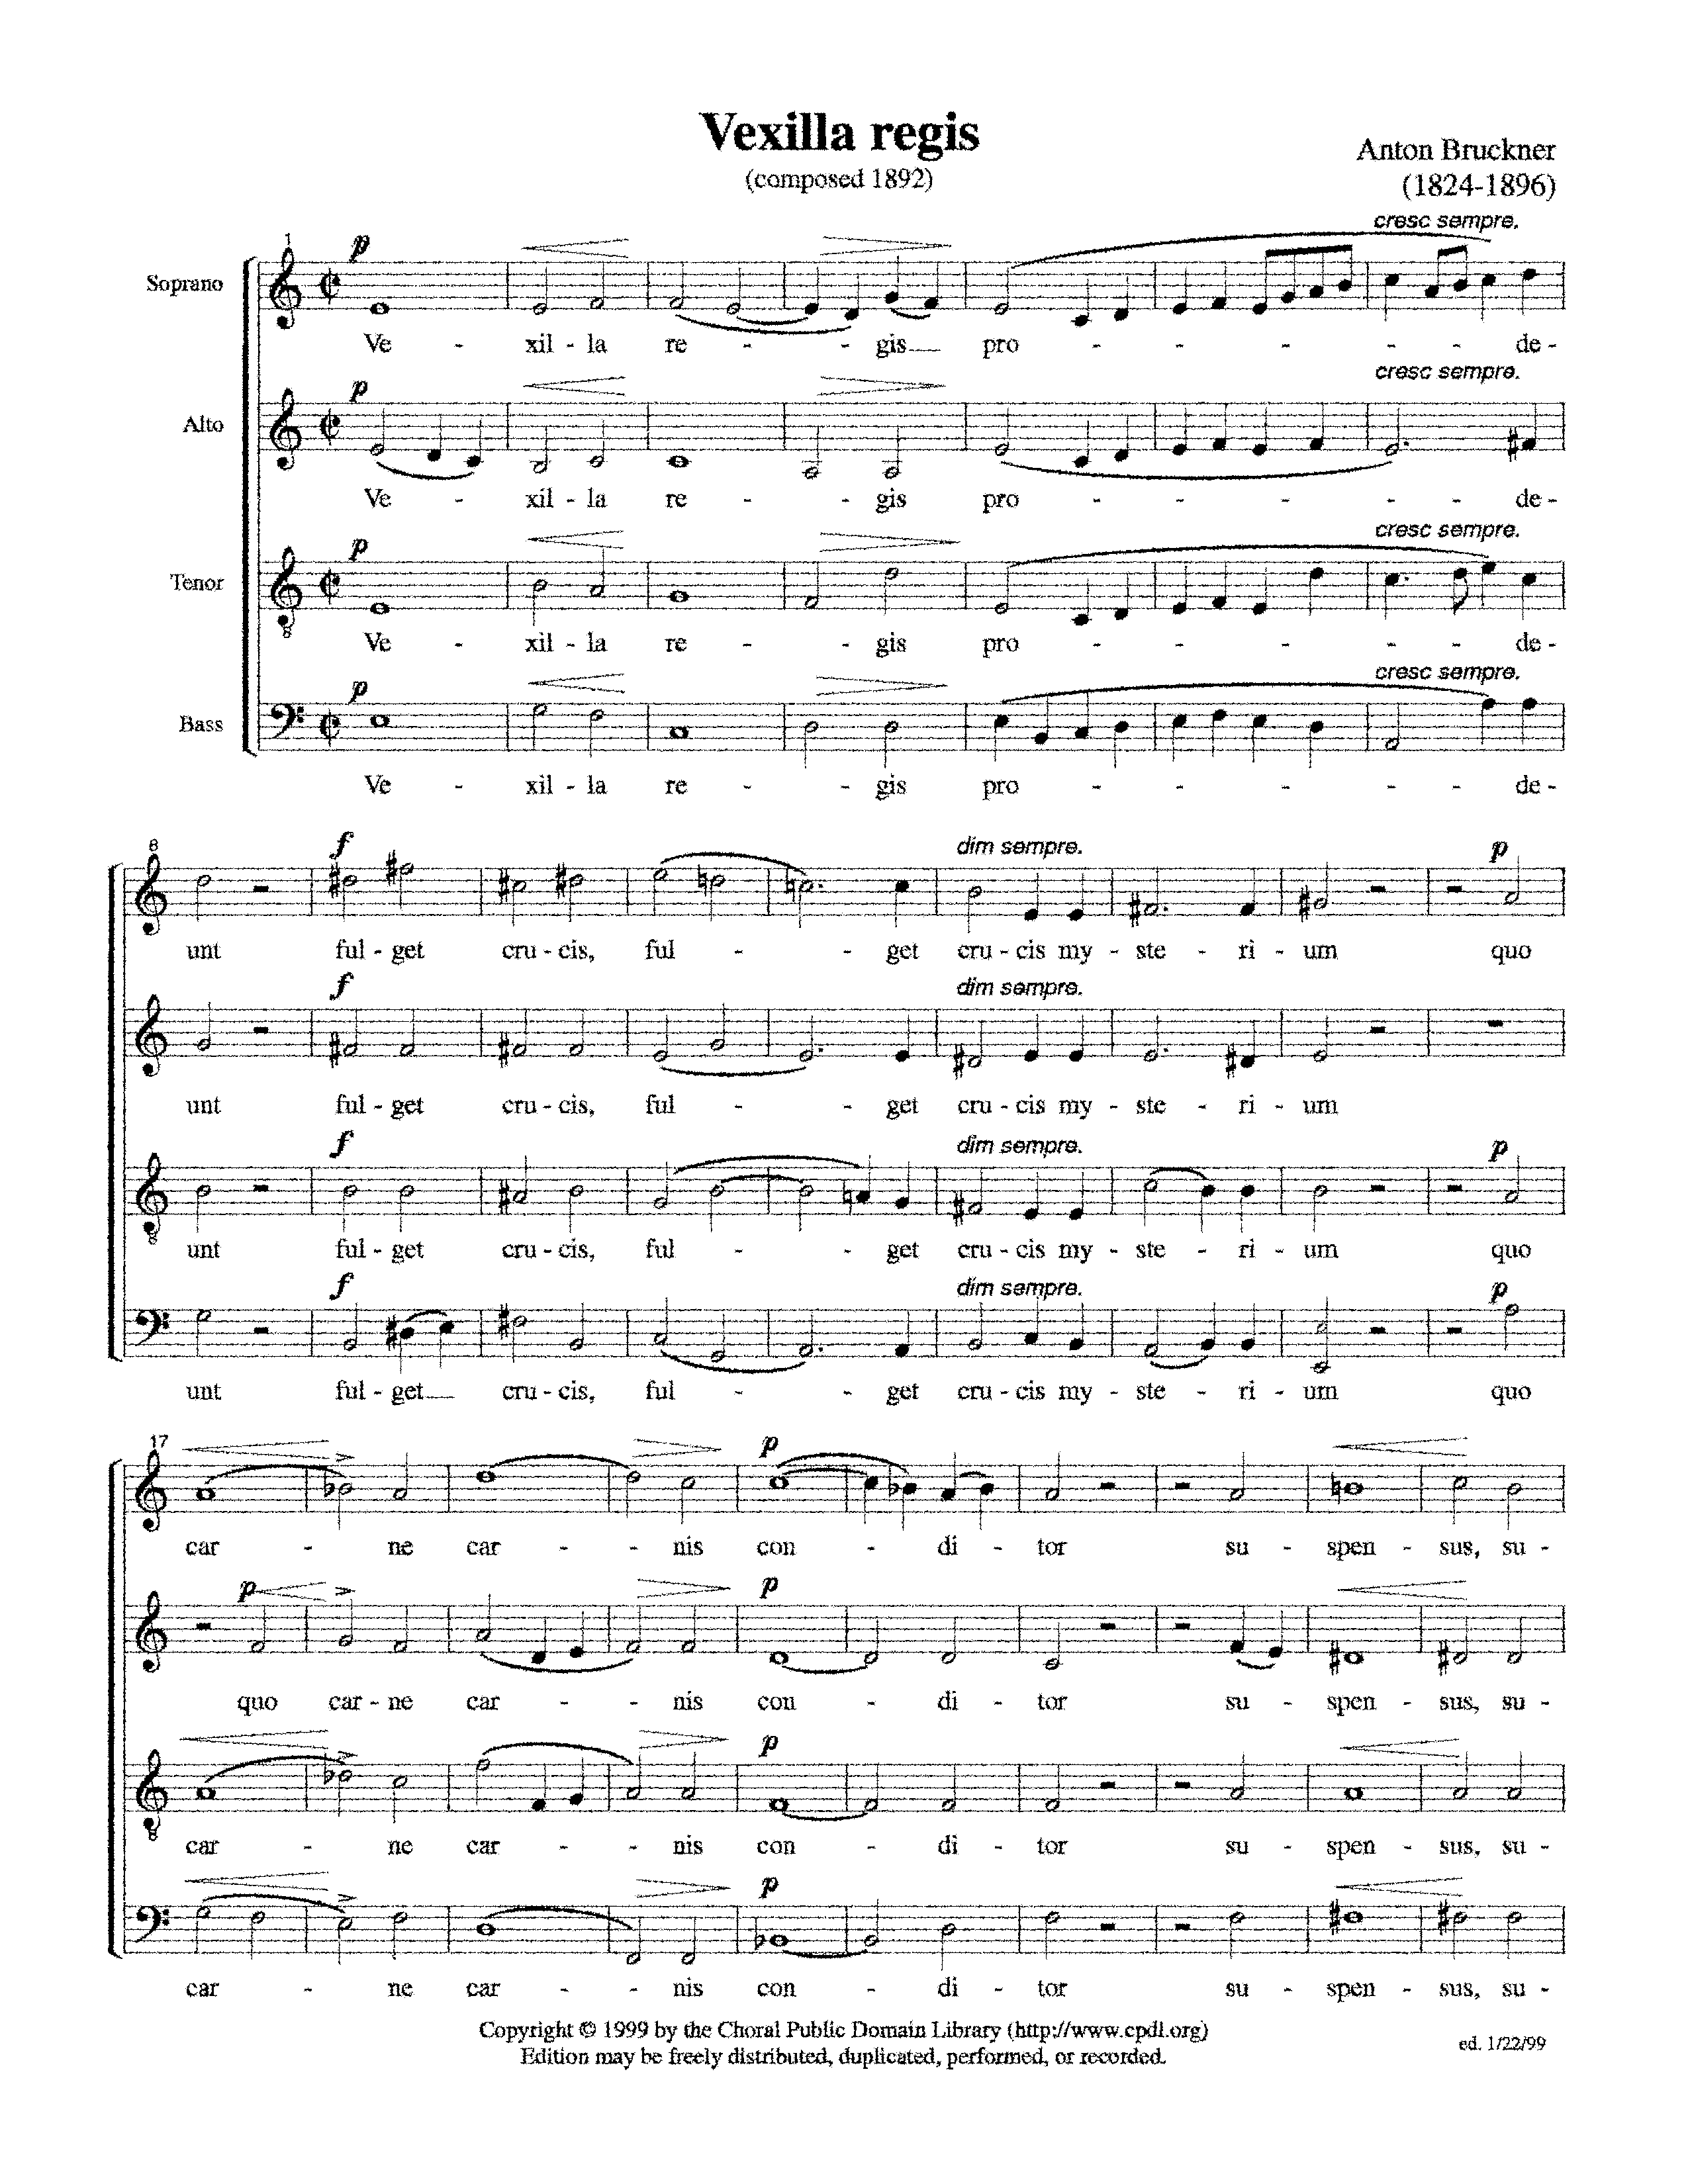 Vexilla regis
(composed 1892)
Anton Bruckner
(1824-1896)
cresc sempre.
1
p
Soprano
Ve - xil - la re - - gis pro - - - - - de -
cresc sempre.
p
Alto
Ve - xil - la re - - gis pro - - - - - de -
cresc sempre.
p
Tenor
Ve - xil - la re - - gis pro - - - - - de -
cresc sempre.
p
Bass
Ve - xil - la re - - gis pro - - - - - de -
8
f dim sempre. p
unt ful - get cru - cis, ful - - get cru - cis my - ste - ri - um quo
f dim sempre.
unt ful - get cru - cis, ful - - get cru - cis my - ste - ri - um
f dim sempre. p
8
unt ful - get cru - cis, ful - - get cru - cis my - ste - ri - um quo
f dim sempre. p
unt ful - get cru - cis, ful - - get cru - cis my - ste - ri - um quo
17
p
car - ne car - - nis con - di - tor su - spen - sus, su -
p p
quo car - ne car - - nis con - di - tor su - spen - sus, su -
p
8
car - ne car - - nis con - di - tor su - spen - sus, su -
p
car - ne car - - nis con - di - tor su - spen - sus, su -
Copyright © 1999 by the Choral Public Domain Library (http://www.cpdl.org)
Edition may be freely distributed, duplicated, performed, or recorded.
ed. 1/22/99